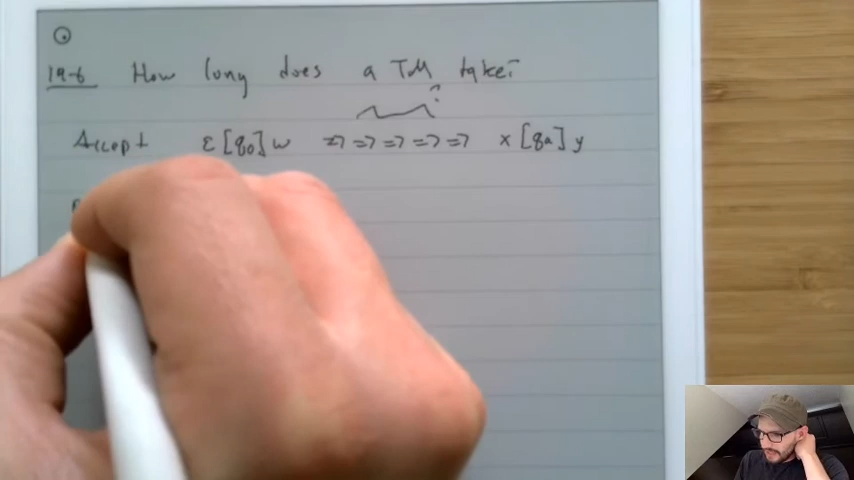 19-6 How long does a TM take?
?
Accept ε[q0]w => => => => => x[qa]y